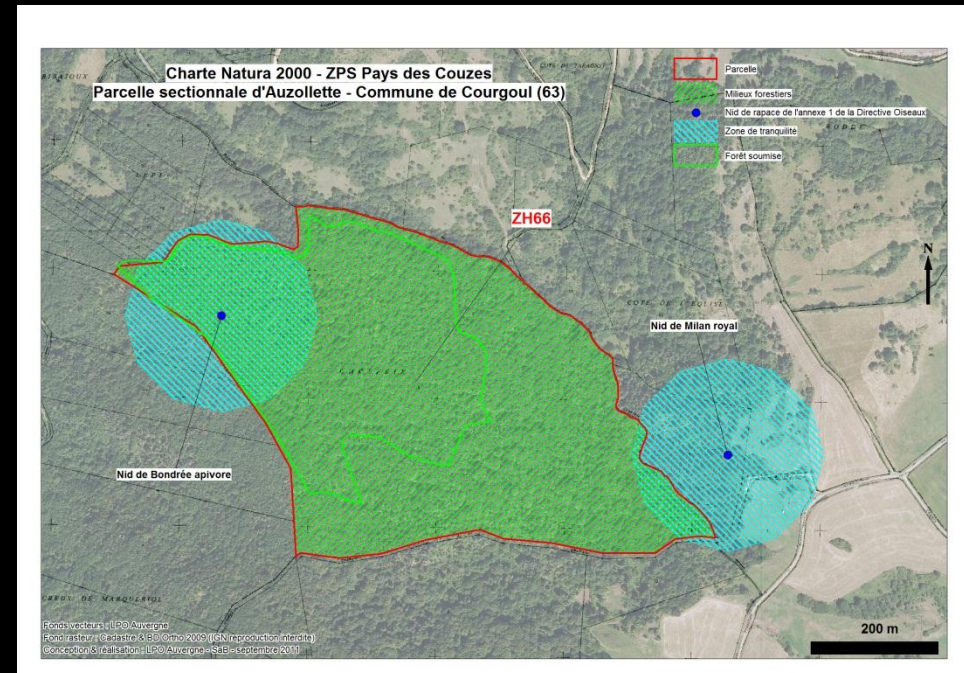 Charte Natura 2000 - ZPS Pays des Couzes
Parcelle sectionnale d'Auzollette - Commune de Courgoul (63)
Parcelle
Milieux forestiers
Nid de rapace de l'annexe 1 de la Directive Oiseaux
Zone de tranquilité
Forêt soumise
ZH66
N
COTE DE L'EGLISE
Nid de Milan royal
Nid de Bondrée apivore
Fonds vecteurs : LPO Auvergne
Fond rasteur : Cadastre & BD Ortho 2009 (IGN reproduction interdite)
Conception & réalisation : LPO Auvergne - SaB - septembre 2011
200 m